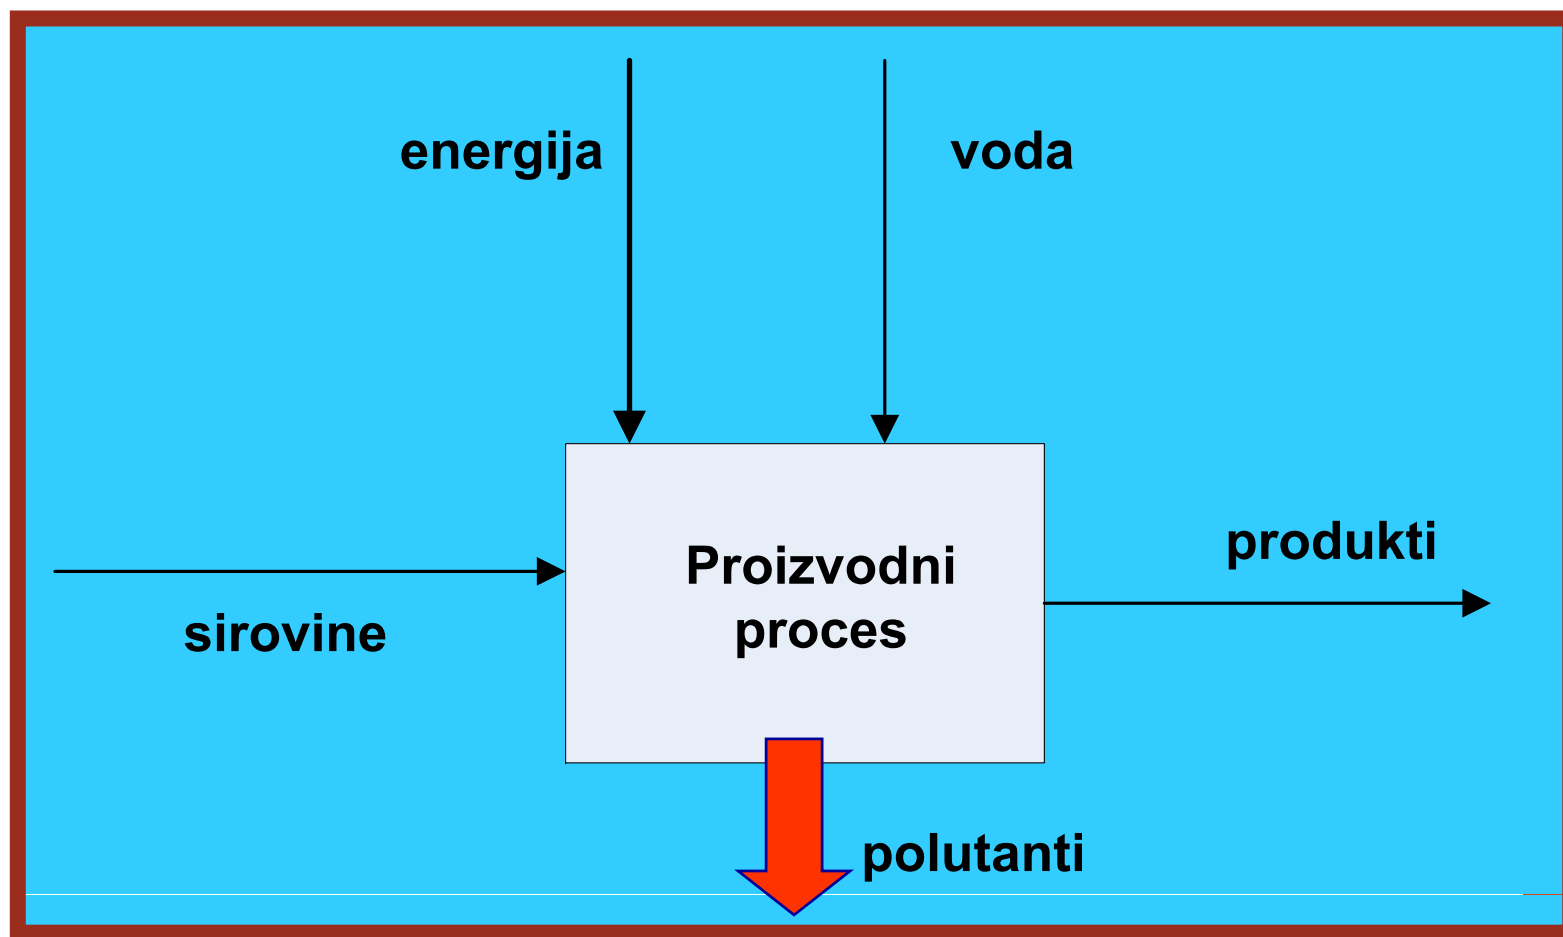 energija
voda
Proizvodni
proces
produkti
sirovine
polutanti